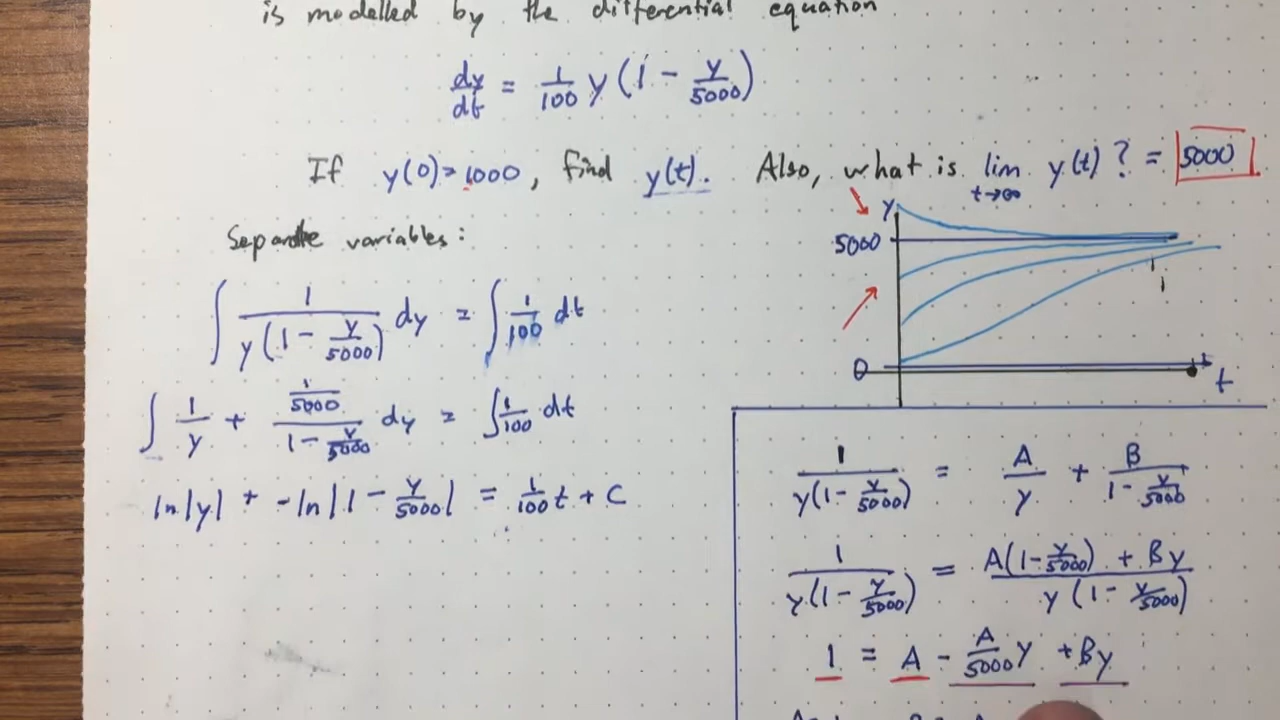 is modelled by the differential equation
dy/dt = 1/100 y (1 - y/5000)
If y(0) = 1000, find y(t). Also, what is lim t→∞ y(t)? = 5000
Separate variables:
∫ 1/(y(1 - y/5000)) dy = ∫ 1/100 dt
∫ 1/y + (1/5000)/(1 - y/5000) dy = ∫ 1/100 dt
ln|y| + -ln|1 - y/5000| = 1/100 t + C
y
5000
0
t
1/(y(1 - y/5000)) = A/y + B/(1 - y/5000)
1/(y(1 - y/5000)) = (A(1 - y/5000) + By)/(y(1 - y/5000))
1 = A - A/5000 y + By